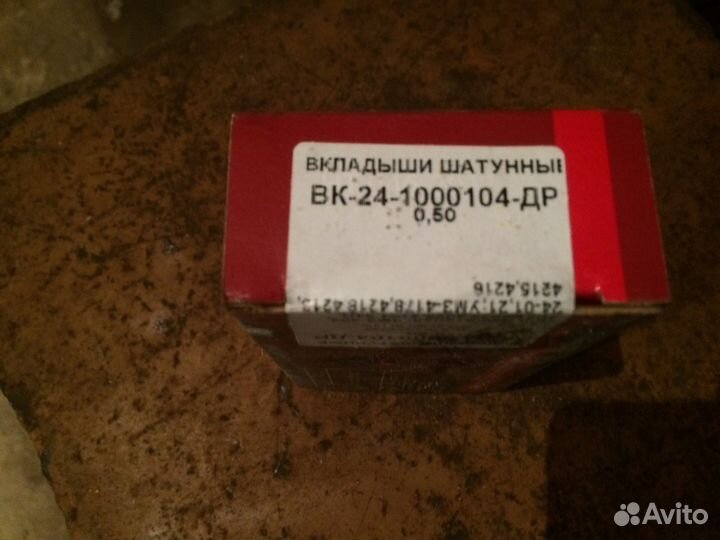 ВКЛАДЫШИ ШАТУННЫЕ
ВК-24-1000104-ДР
0,50
24-01,21;УМЗ-4178,4218,4213,
4215,4216
Avito